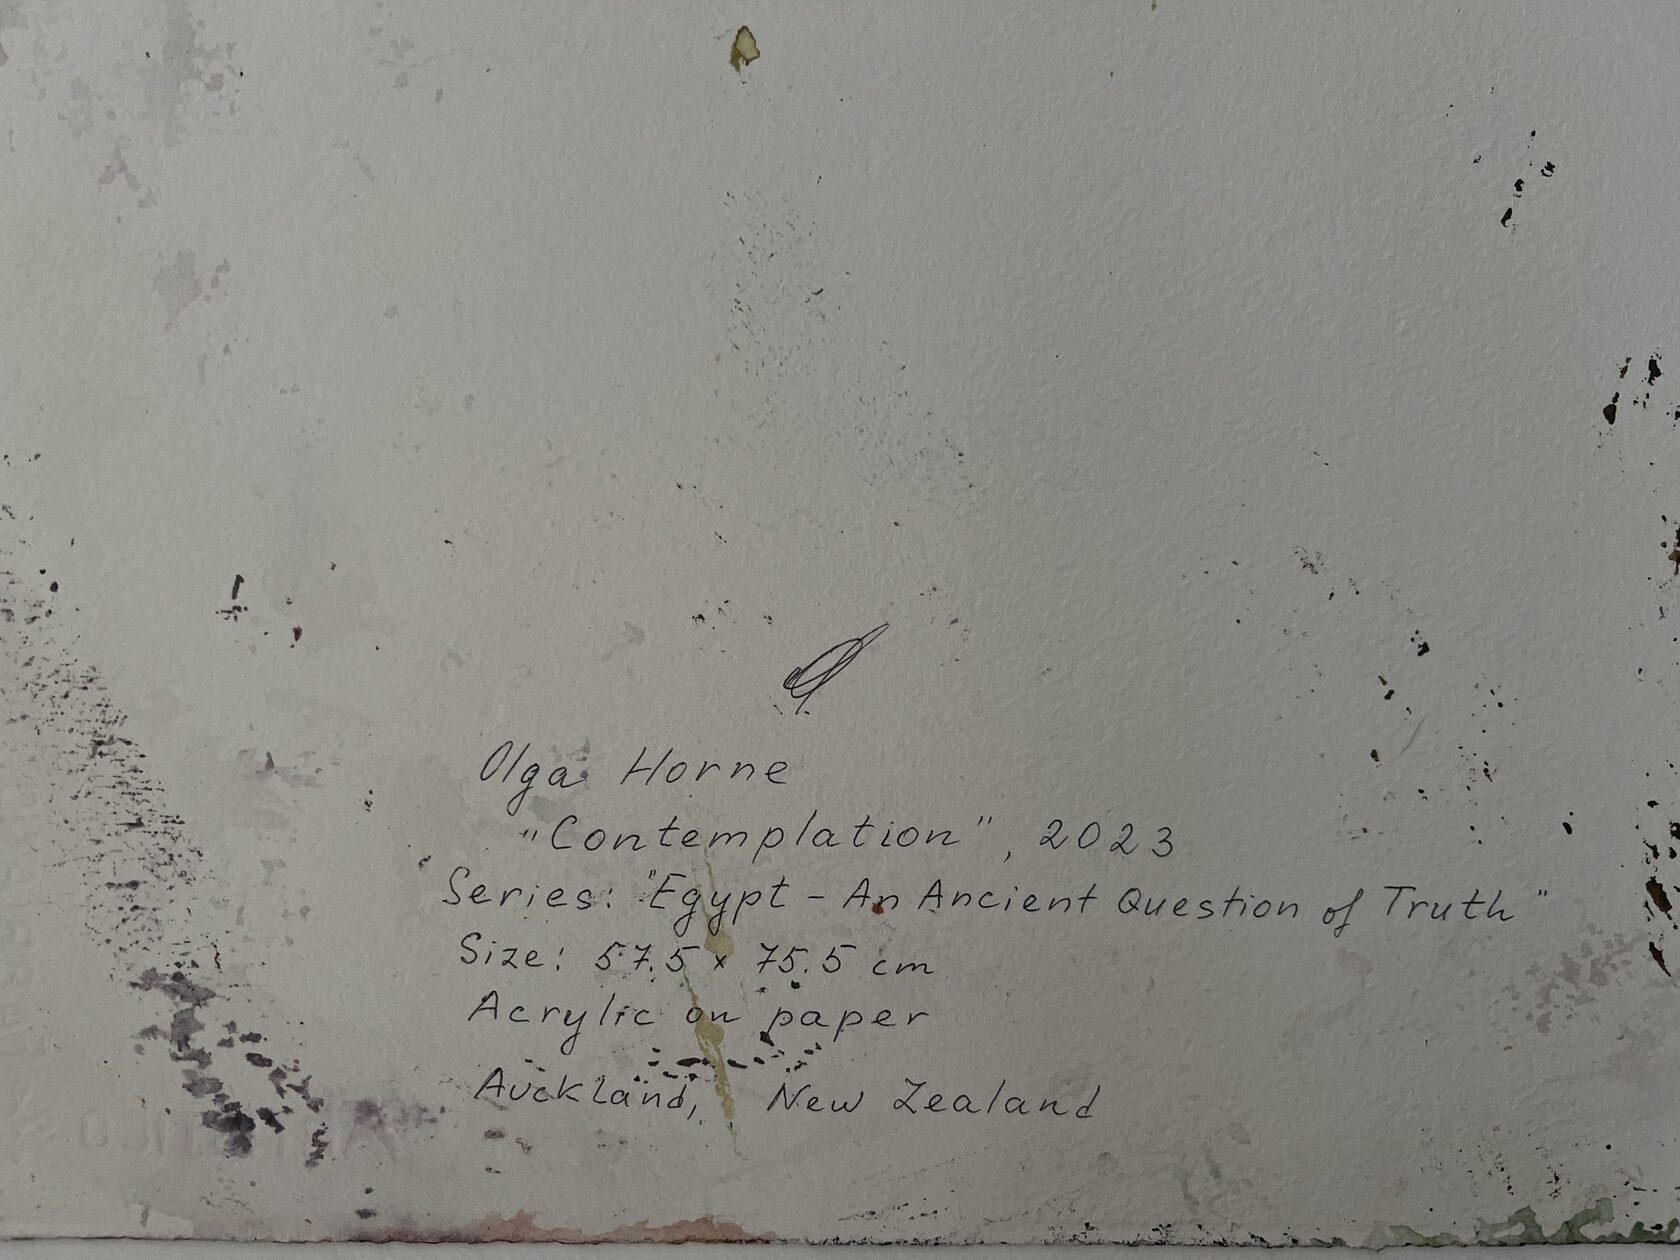 Olga Horne
"Contemplation", 2023
Series: "Egypt - An Ancient Question of Truth"
Size: 57.5 x 75.5 cm
Acrylic on paper
Auckland, New Zealand